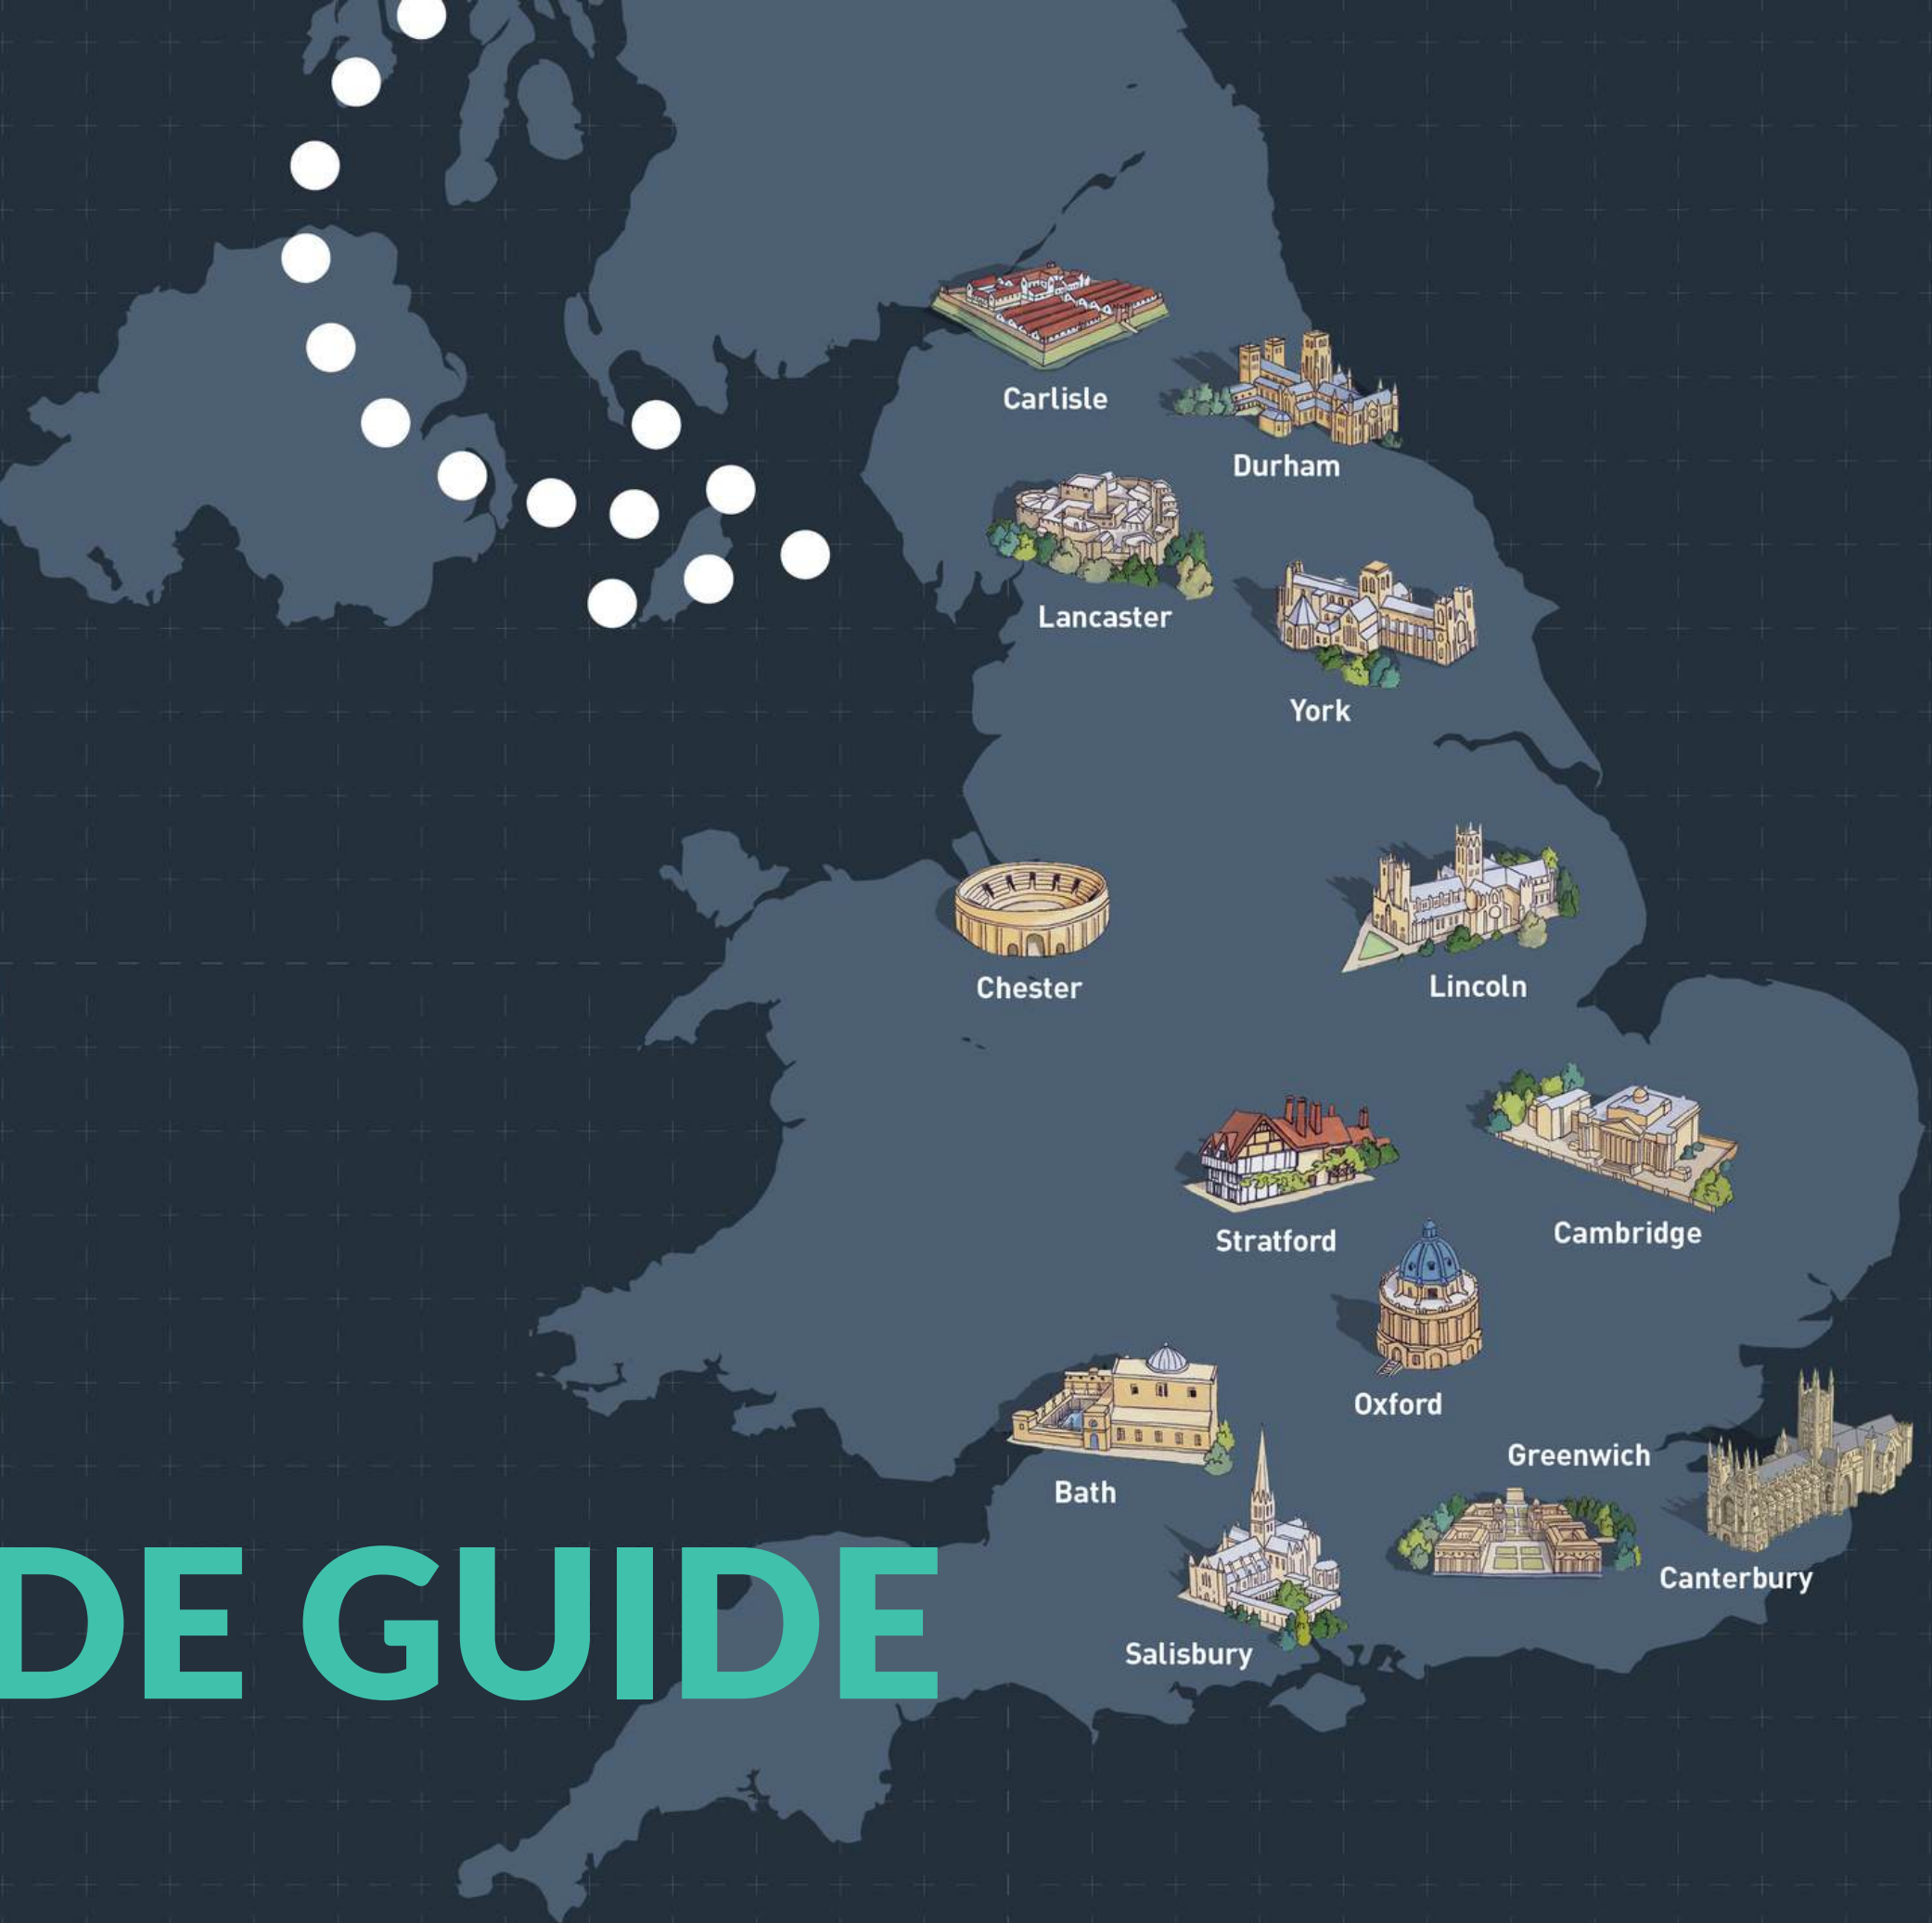 Carlisle
Durham
Lancaster
York
Chester
Lincoln
Stratford
Cambridge
Oxford
Greenwich
Bath
Canterbury
Salisbury
DE GUIDE